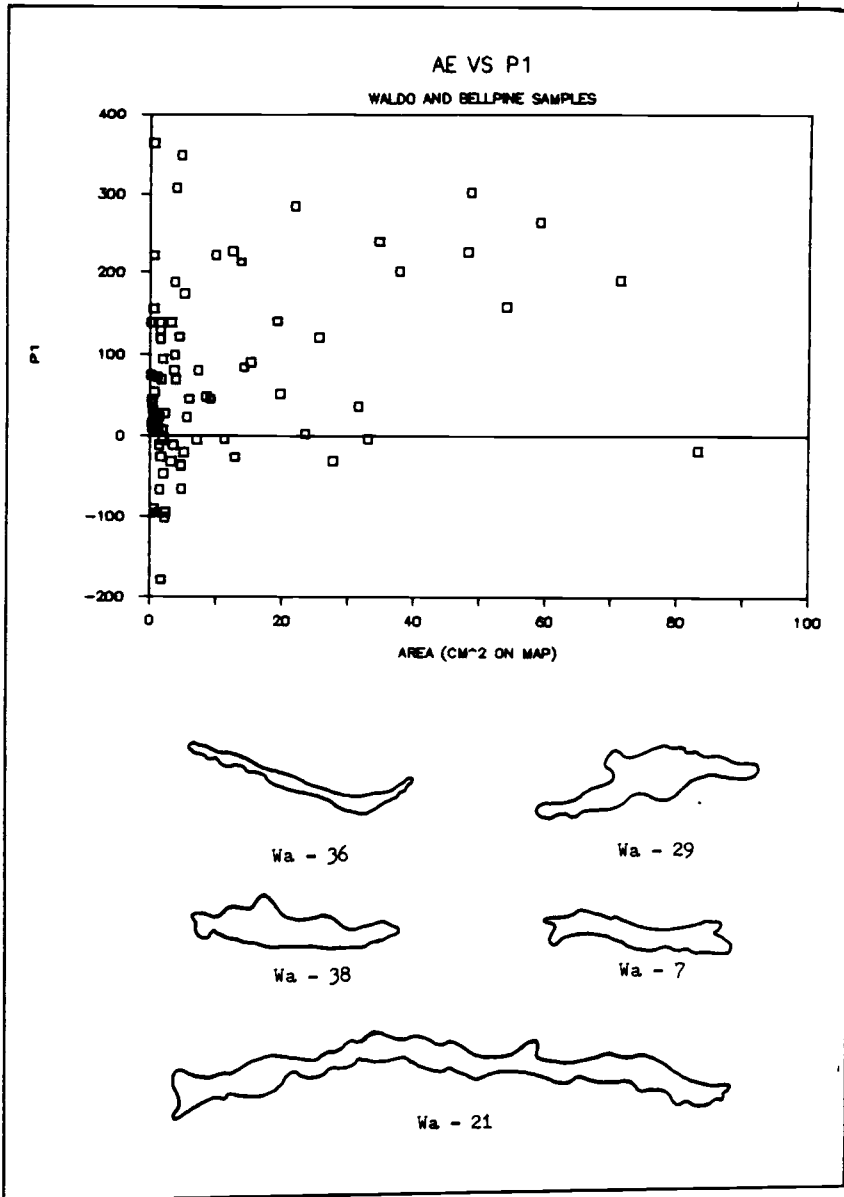 AE VS P1
WALDO AND BELLPINE SAMPLES
400
300
200
100
0
-100
-200
P1
0 20 40 60 80 100
AREA (CM^2 ON MAP)
Wa - 36
Wa - 29
Wa - 38
Wa - 7
Wa - 21